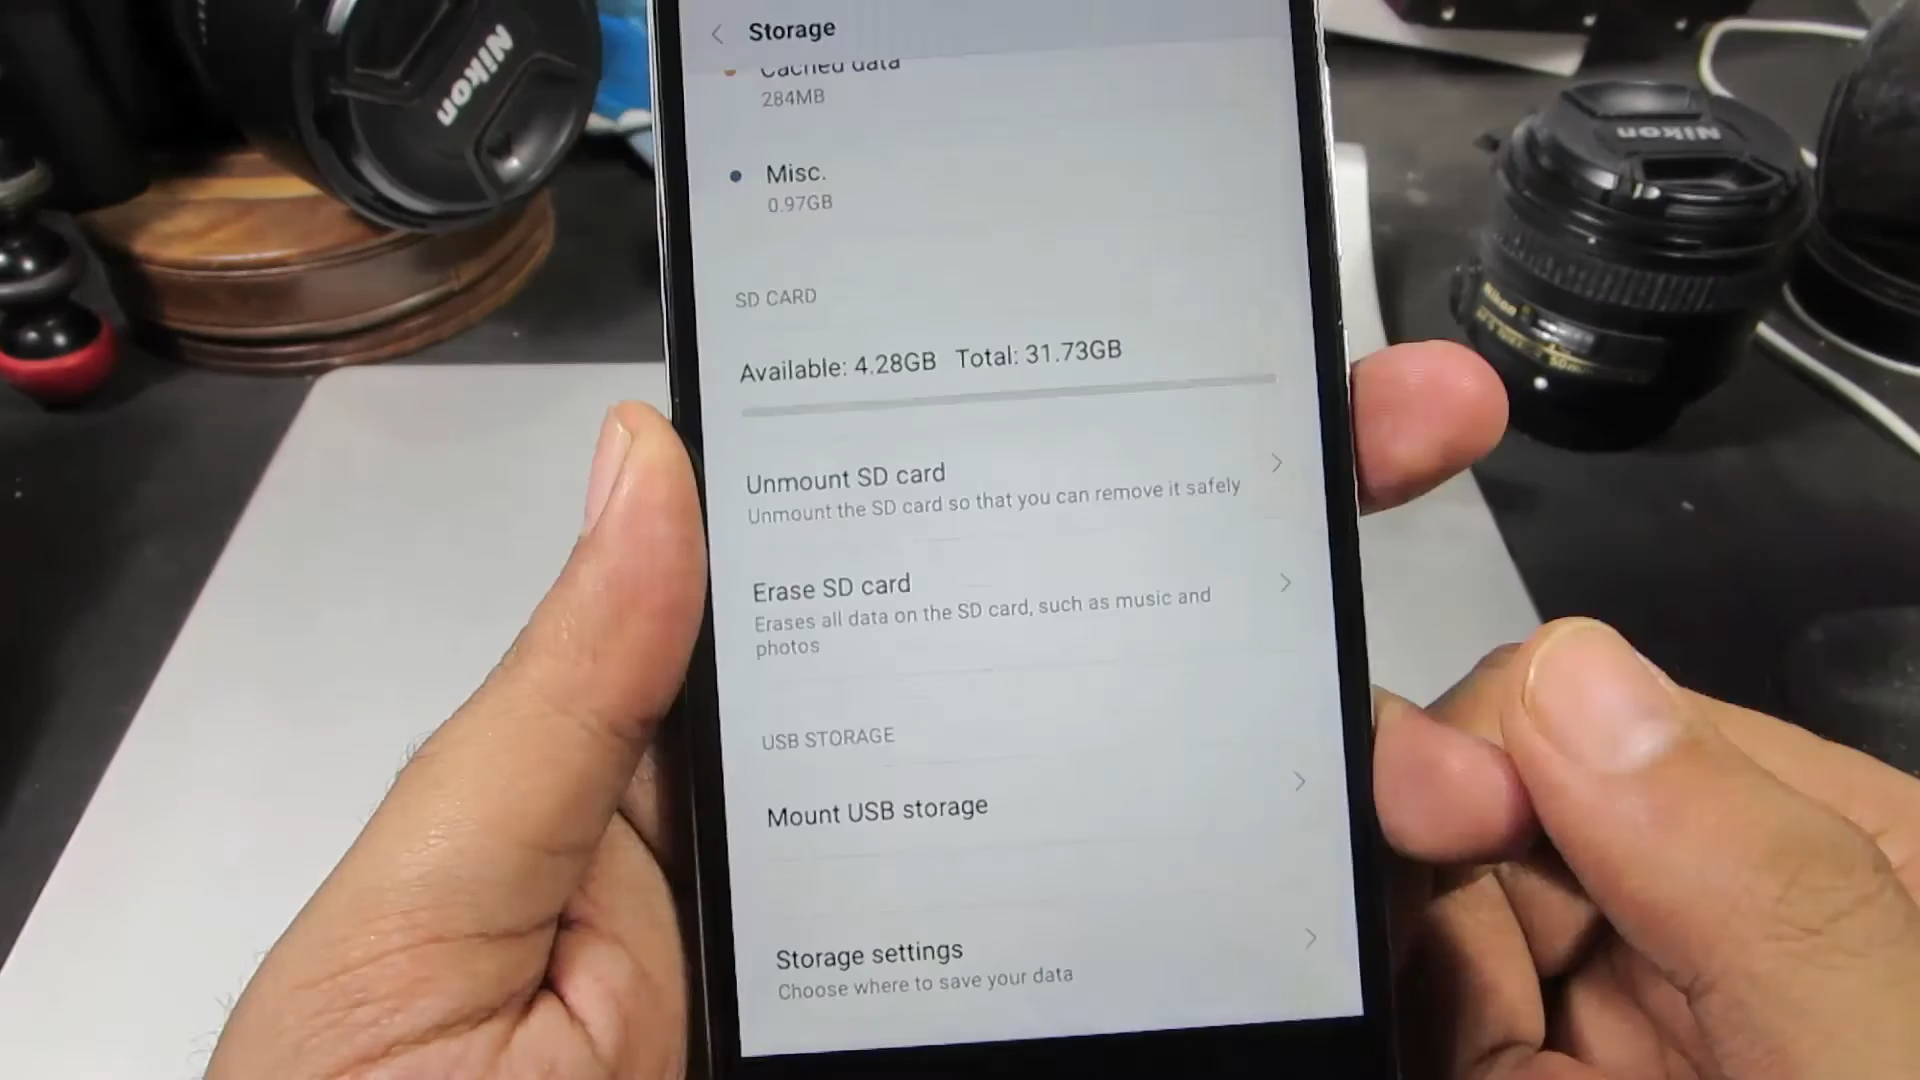 Storage
Cached data
284MB
Misc.
0.97GB
SD CARD
Available: 4.28GB Total: 31.73GB
Unmount SD card
Unmount the SD card so that you can remove it safely
Erase SD card
Erases all data on the SD card, such as music and
photos
USB STORAGE
Mount USB storage
Storage settings
Choose where to save your data
Nikon
Nikon
Nikon